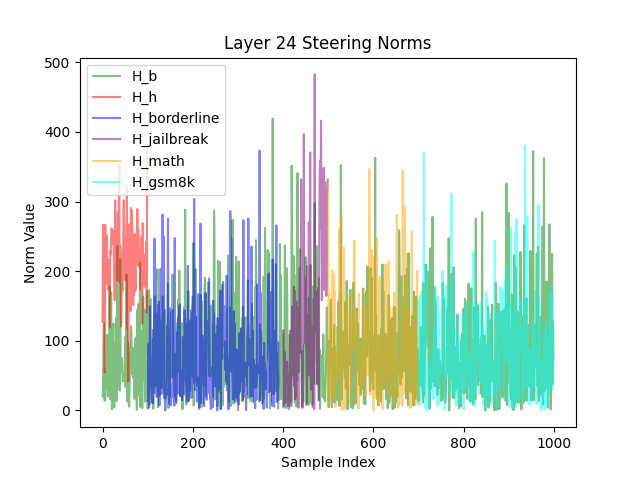 Layer 24 Steering Norms
500
400
300
200
100
0
Norm Value
H_b
H_h
H_borderline
H_jailbreak
H_math
H_gsm8k
0 200 400 600 800 1000
Sample Index